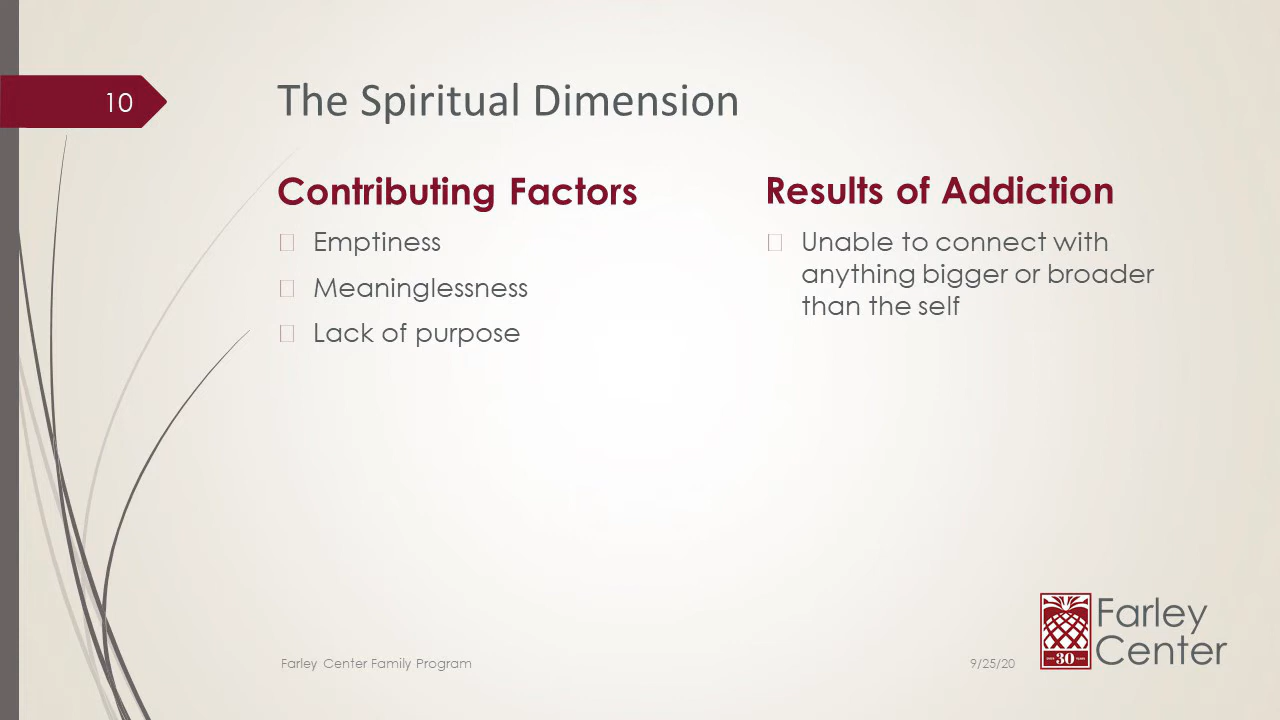 10
The Spiritual Dimension
Contributing Factors
Emptiness
Meaninglessness
Lack of purpose
Results of Addiction
Unable to connect with
anything bigger or broader
than the self
Farley Center Family Program
9/25/20
30
Farley
Center